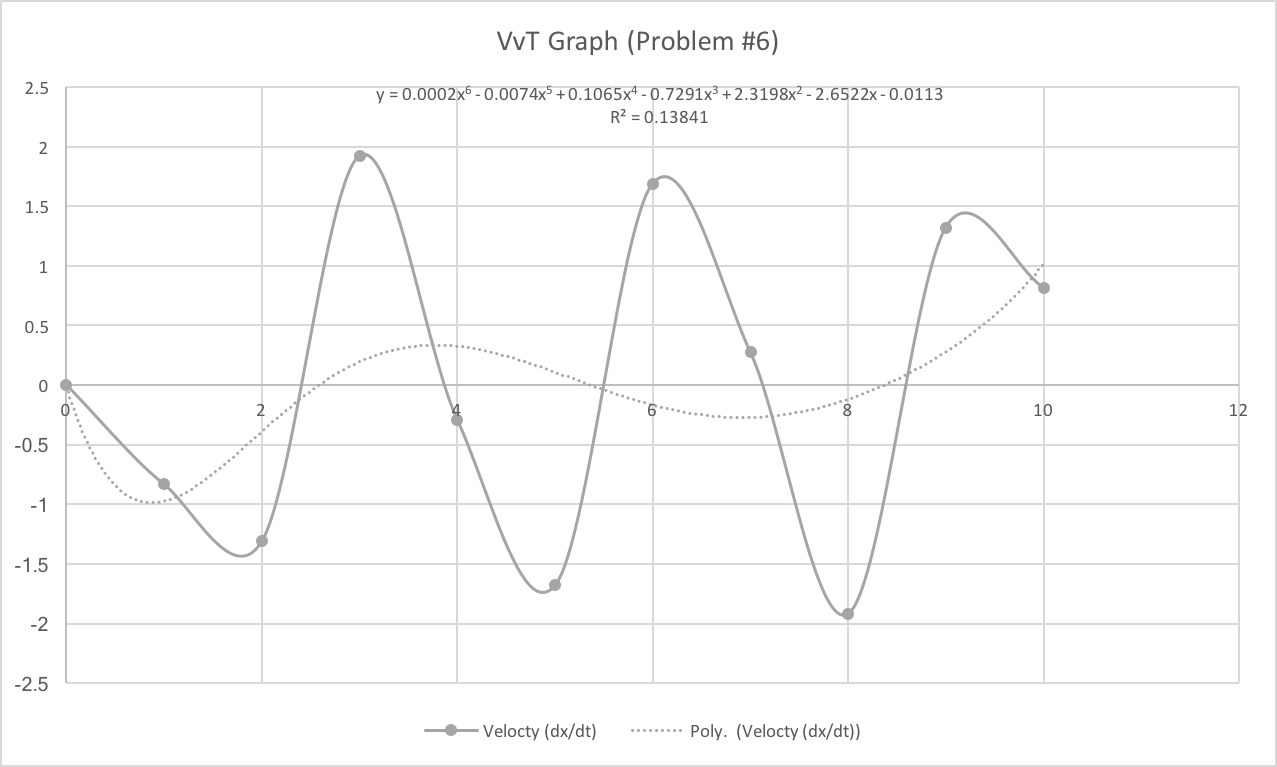 VvT Graph (Problem #6)
y = 0.0002x⁶ - 0.0074x⁵ + 0.1065x⁴ - 0.7291x³ + 2.3198x² - 2.6522x - 0.0113
R² = 0.13841
2.5
2
1.5
1
0.5
0
-0.5
-1
-1.5
-2
-2.5
0 2 4 6 8 10 12
Velocty (dx/dt) Poly. (Velocty (dx/dt))